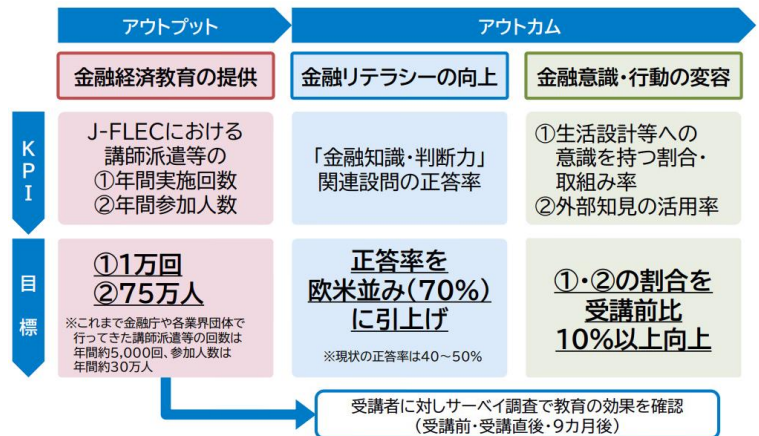 アウトプット
アウトカム
金融経済教育の提供
金融リテラシーの向上
金融意識・行動の変容
KPI
J-FLECにおける
講師派遣等の
①年間実施回数
②年間参加人数
「金融知識・判断力」
関連設問の正答率
①生活設計等への
意識を持つ割合・
取組み率
②外部知見の活用率
目標
①1万回
②75万人
※これまで金融庁や各業界団体で
行ってきた講師派遣等の回数は
年間約5,000回、参加人数は
年間約30万人
正答率を
欧米並み(70%)
に引上げ
※現状の正答率は40～50%
①・②の割合を
受講前比
10%以上向上
受講者に対しサーベイ調査で教育の効果を確認
(受講前・受講直後・9カ月後)